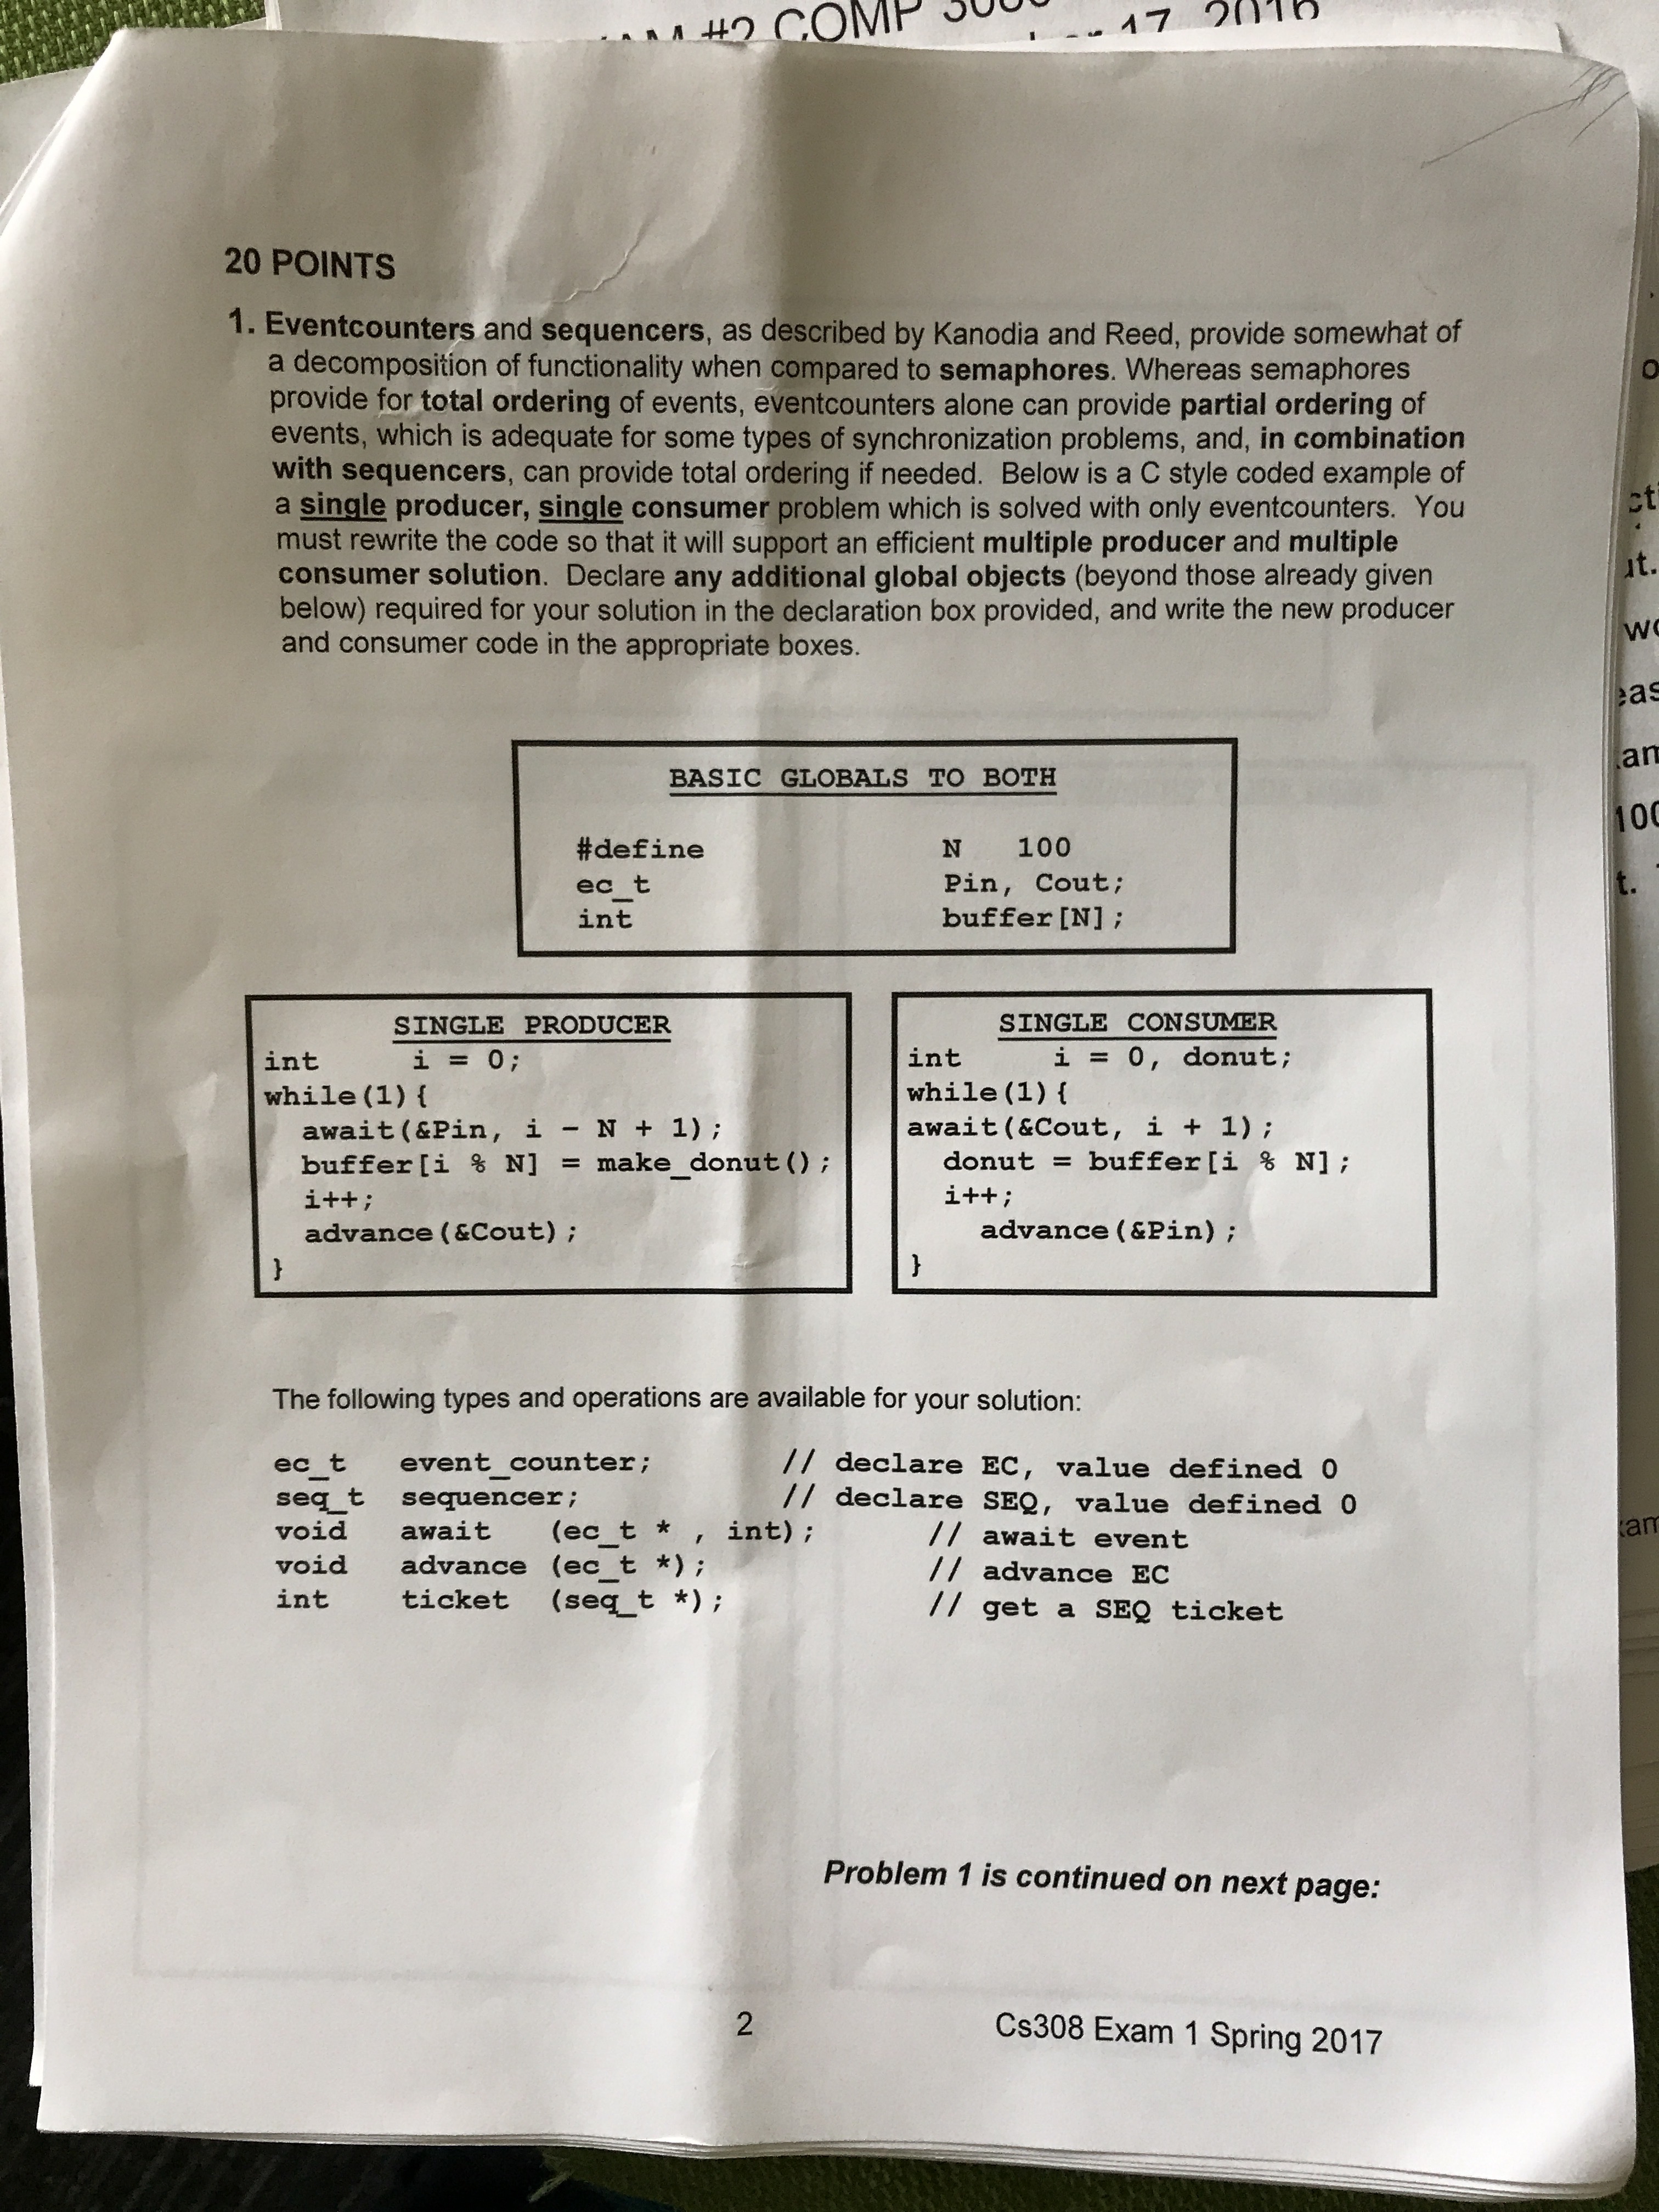 #2 COMP
17, 2016
20 POINTS
1. Eventcounters and sequencers, as described by Kanodia and Reed, provide somewhat of
a decomposition of functionality when compared to semaphores. Whereas semaphores
provide for total ordering of events, eventcounters alone can provide partial ordering of
events, which is adequate for some types of synchronization problems, and, in combination
with sequencers, can provide total ordering if needed. Below is a C style coded example of
a single producer, single consumer problem which is solved with only eventcounters. You
must rewrite the code so that it will support an efficient multiple producer and multiple
consumer solution. Declare any additional global objects (beyond those already given
below) required for your solution in the declaration box provided, and write the new producer
and consumer code in the appropriate boxes.
BASIC GLOBALS TO BOTH
#define N 100
ec_t Pin, Cout;
int buffer[N];
SINGLE PRODUCER
int i = 0;
while(1){
await(&Pin, i - N + 1);
buffer[i % N] = make_donut();
i++;
advance(&Cout);
}
SINGLE CONSUMER
int i = 0, donut;
while(1){
await(&Cout, i + 1);
donut = buffer[i % N];
i++;
advance(&Pin);
}
The following types and operations are available for your solution:
ec_t event_counter; // declare EC, value defined 0
seq_t sequencer; // declare SEQ, value defined 0
void await (ec_t * , int); // await event
void advance (ec_t *); // advance EC
int ticket (seq_t *); // get a SEQ ticket
Problem 1 is continued on next page:
2 Cs308 Exam 1 Spring 2017